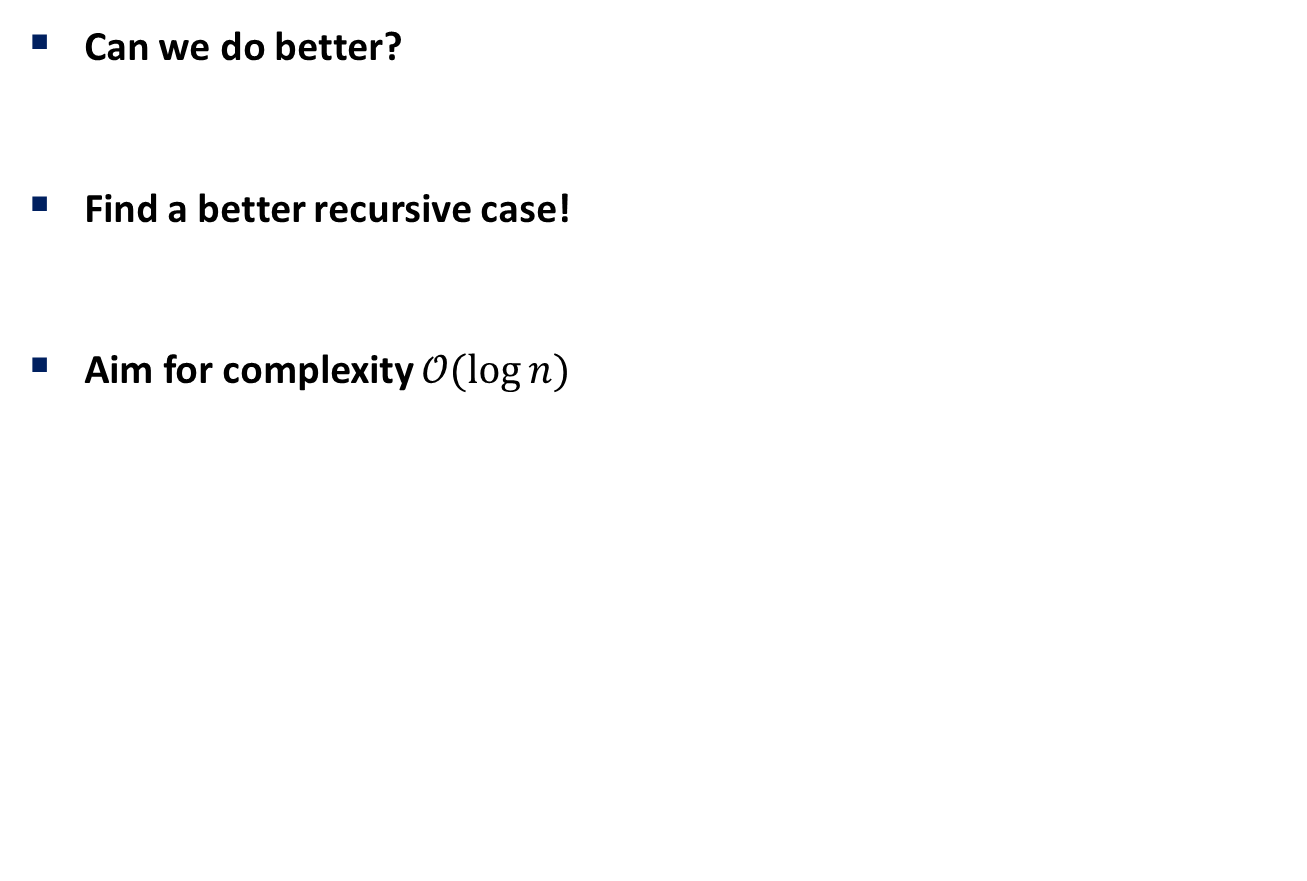 ▪ Can we do better?
▪ Find a better recursive case!
▪ Aim for complexity 𝒪(log n)